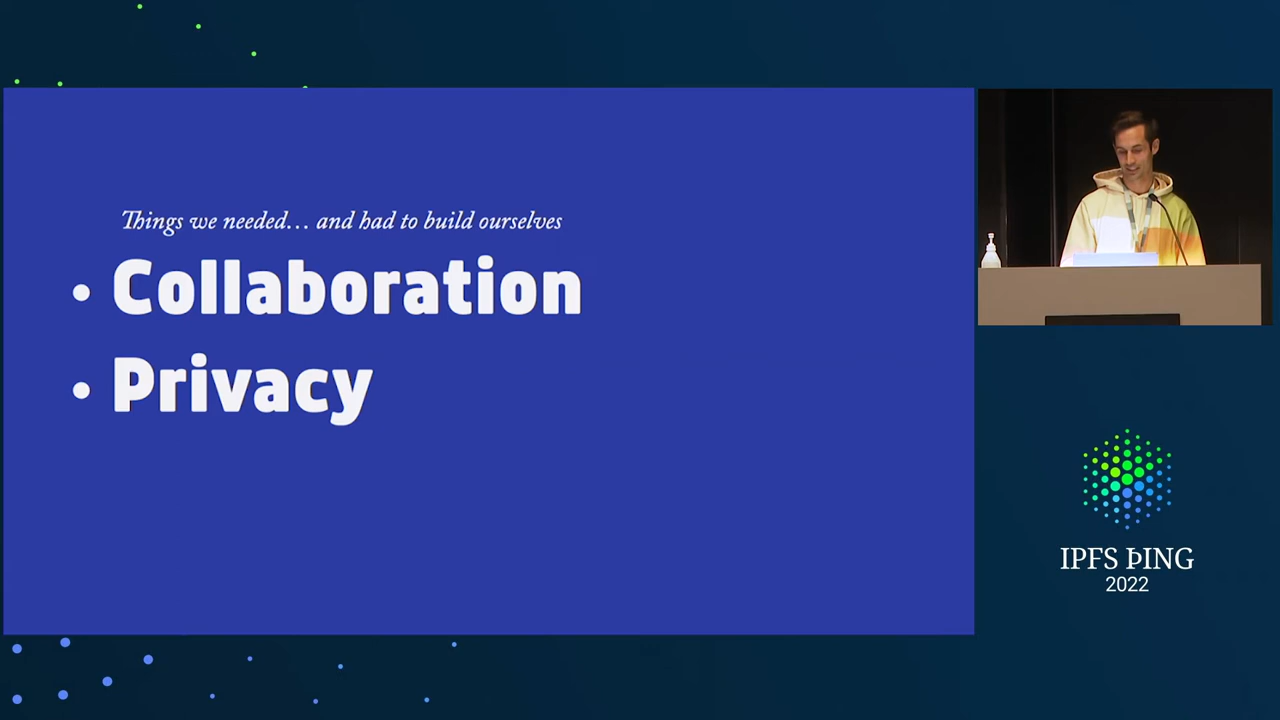 Things we needed… and had to build ourselves
• Collaboration
• Privacy
IPFS ÞING
2022